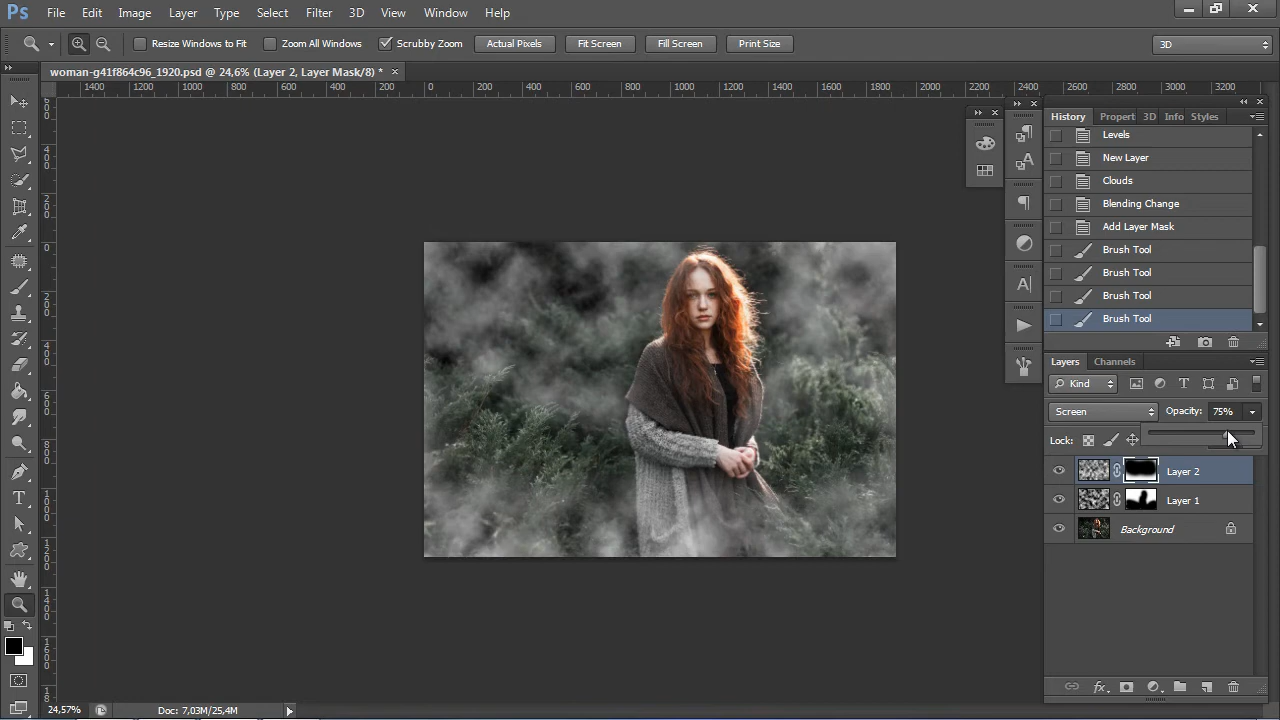 Ps File Edit Image Layer Type Select Filter 3D View Window Help
Resize Windows to Fit Zoom All Windows Scrubby Zoom Actual Pixels Fit Screen Fill Screen Print Size 3D
woman-g41f864c96_1920.psd @ 24,6% (Layer 2, Layer Mask/8) * ×
1400 1200 1000 800 600 400 200 0 200 400 600 800 1000 1200 1400 1600 1800 2000 2200 2400 2600 2800 3000 3200
History Propert 3D Info Styles
Levels
New Layer
Clouds
Blending Change
Add Layer Mask
Brush Tool
Brush Tool
Brush Tool
Brush Tool
Layers Channels
Kind
Screen Opacity: 75%
Lock:
Layer 2
Layer 1
Background
24,57% Doc: 7,03M/25,4M